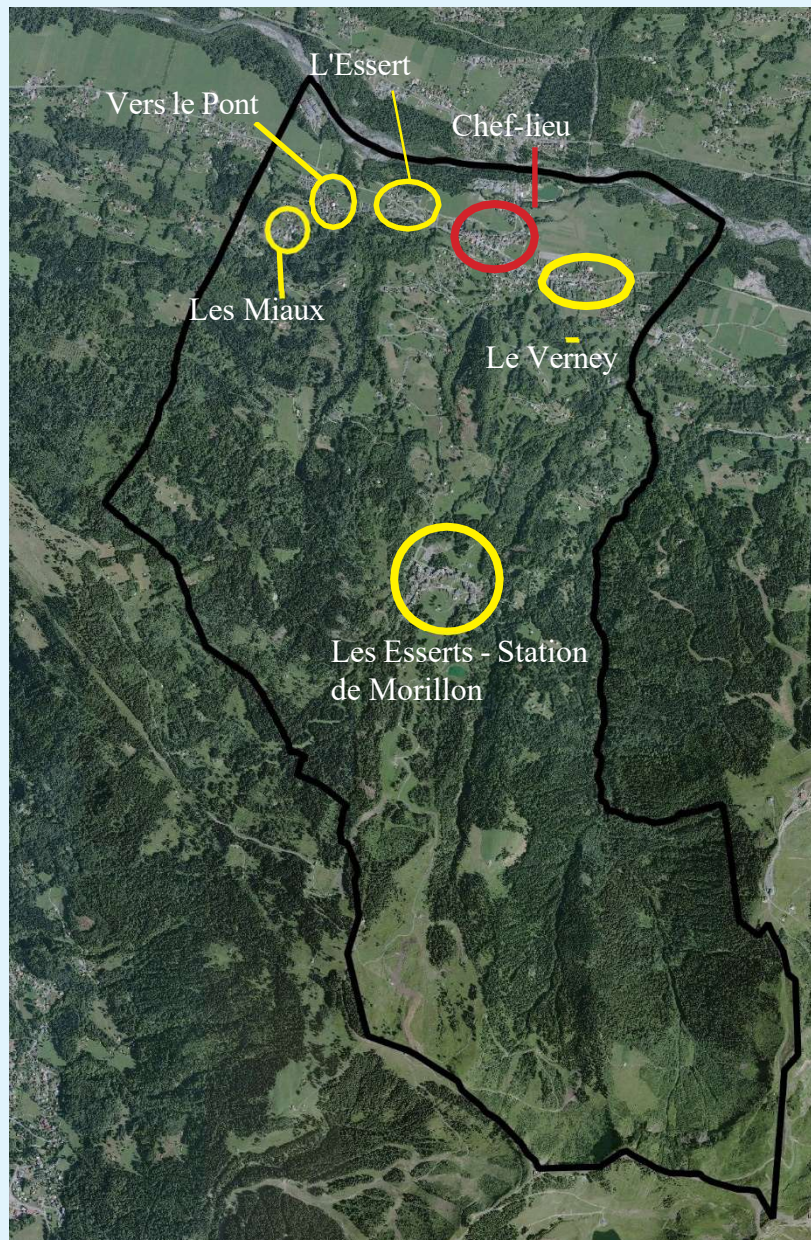 L'Essert
Vers le Pont
Chef-lieu
Les Miaux
Le Verney
Les Esserts - Station
de Morillon